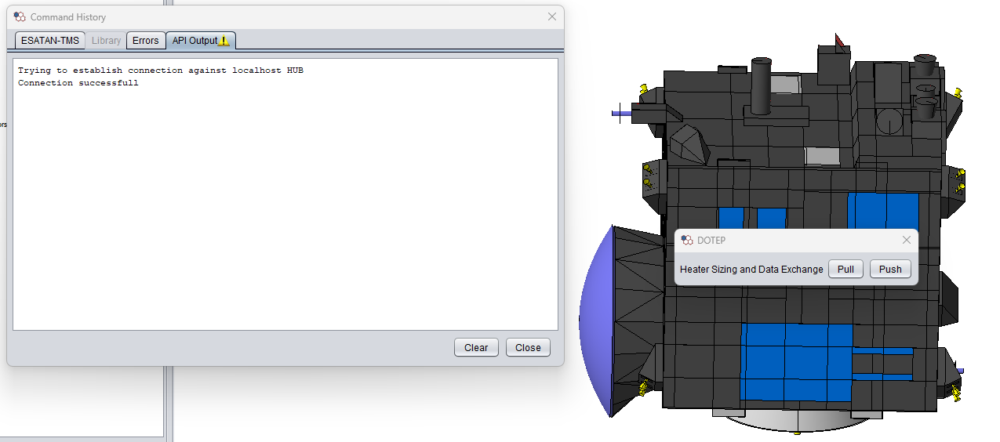 Command History
ESATAN-TMS Library Errors API Output
Trying to establish connection against localhost HUB
Connection successfull
Clear Close
ors
DOTEP
Heater Sizing and Data Exchange Pull Push